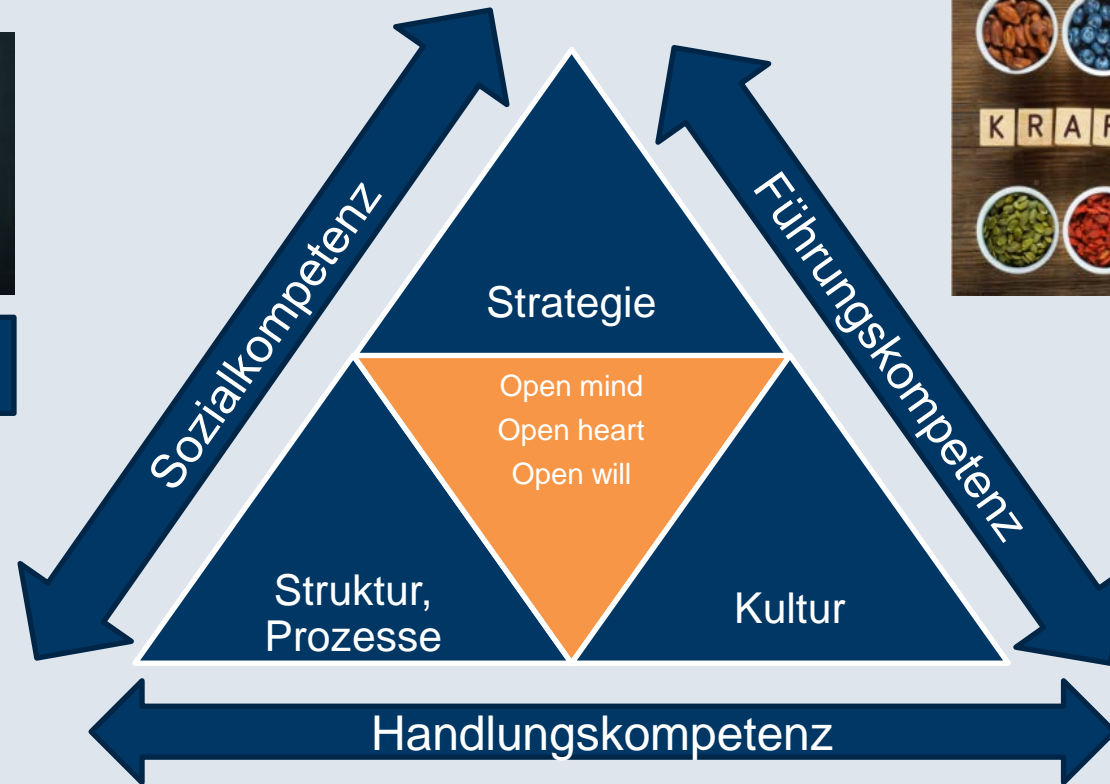 K R A F
Sozialkompetenz
Führungskompetenz
Strategie
Open mind
Open heart
Open will
Struktur,
Prozesse
Kultur
Handlungskompetenz